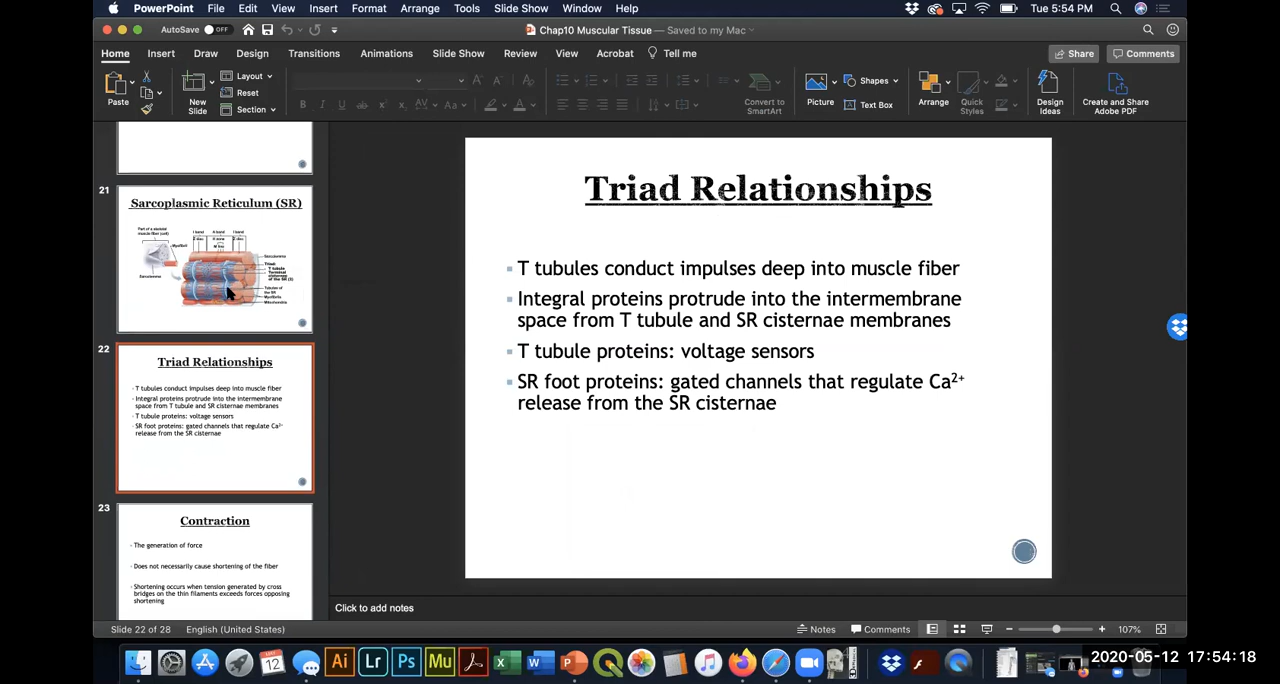 PowerPoint File Edit View Insert Format Arrange Tools Slide Show Window Help Tue 5:54 PM
AutoSave OFF Chap10 Muscular Tissue — Saved to my Mac
Home Insert Draw Design Transitions Animations Slide Show Review View Acrobat Tell me Share Comments
Paste New Slide Layout Reset Section Convert to SmartArt Picture Shapes Text Box Arrange Quick Styles Design Ideas Create and Share Adobe PDF
21
Sarcoplasmic Reticulum (SR)
22
Triad Relationships
T tubules conduct impulses deep into muscle fiber
Integral proteins protrude into the intermembrane
space from T tubule and SR cisternae membranes
T tubule proteins: voltage sensors
SR foot proteins: gated channels that regulate Ca2+
release from the SR cisternae
23
Contraction
The generation of force
Does not necessarily cause shortening of the fiber
Shortening occurs when tension generated by cross
bridges on the thin filaments exceeds forces opposing
shortening
Triad Relationships
T tubules conduct impulses deep into muscle fiber
Integral proteins protrude into the intermembrane
space from T tubule and SR cisternae membranes
T tubule proteins: voltage sensors
SR foot proteins: gated channels that regulate Ca2+
release from the SR cisternae
Click to add notes
Slide 22 of 28 English (United States) Notes Comments 107%
12 Ai Lr Ps Mu
2020-05-12 17:54:18